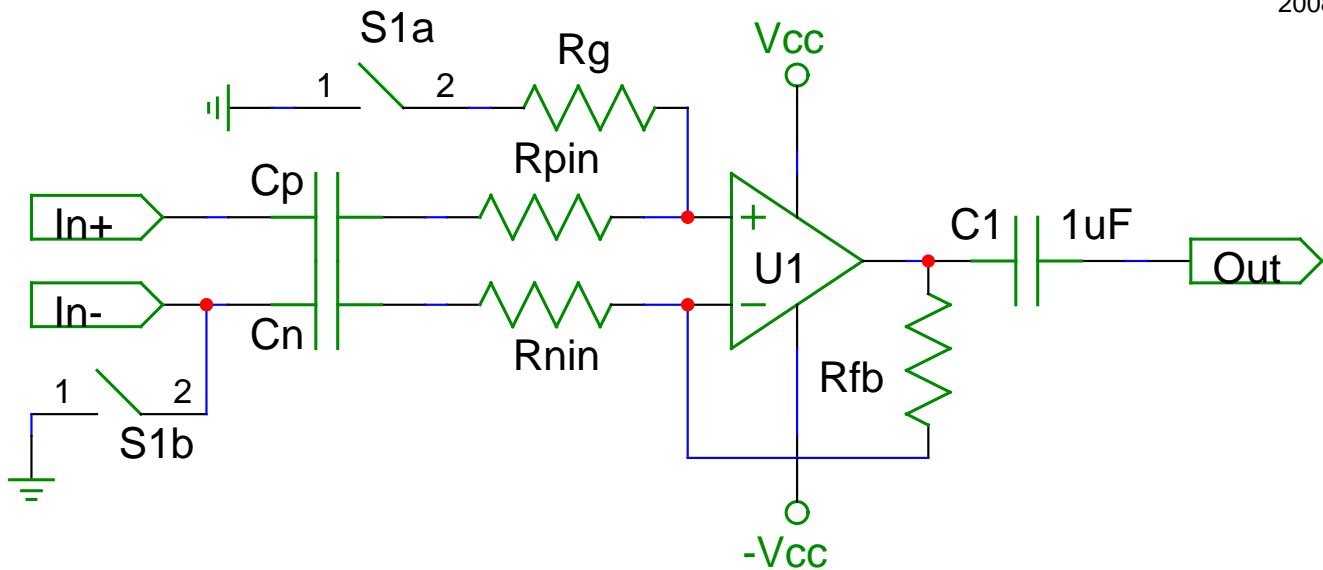 2008
S1a
Vcc
Rg
1
2
Rpin
Cp
In+
+
C1
1uF
U1
Out
In-
−
Cn
Rnin
Rfb
1
2
S1b
-Vcc